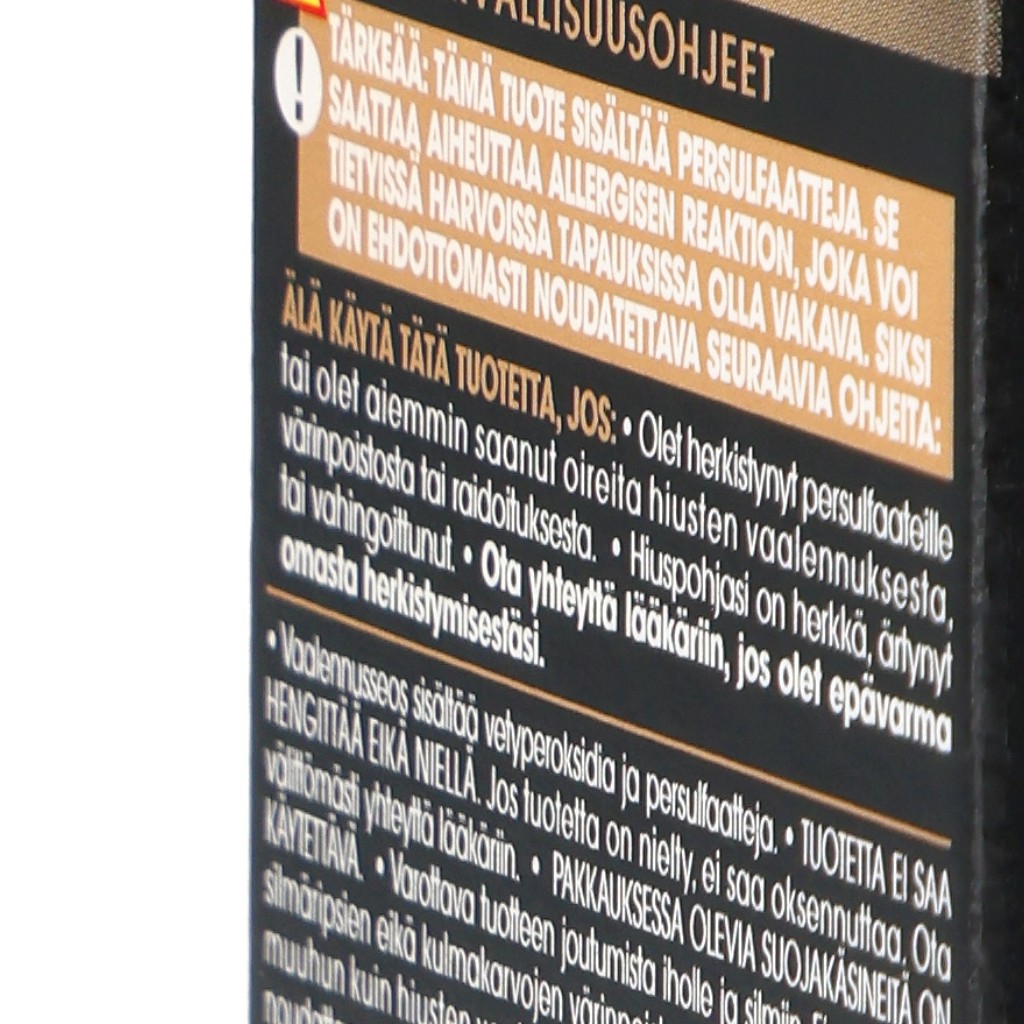 VALLISUUSOHJEET
!
TÄRKEÄÄ: TÄMÄ TUOTE SISÄLTÄÄ PERSULFAATTEJA. SE
SAATTAA AIHEUTTAA ALLERGISEN REAKTION, JOKA VOI
TIETYISSÄ HARVOISSA TAPAUKSISSA OLLA VAKAVA. SIKSI
ON EHDOTTOMASTI NOUDATETTAVA SEURAAVIA OHJEITA:
ÄLÄ KÄYTÄ TÄTÄ TUOTETTA, JOS: • Olet herkistynyt persulfaateille
tai olet aiemmin saanut oireita hiusten vaalennuksesta,
värinpoistosta tai raidoituksesta. • Hiuspohjasi on herkkä, ärtynyt
tai vahingoittunut. • Ota yhteyttä lääkäriin, jos olet epävarma
omasta herkistymisestäsi.
• Vaalennusseos sisältää vetyperoksidia ja persulfaatteja. • TUOTETTA EI SAA
HENGITTÄÄ EIKÄ NIELLÄ. Jos tuotetta on nielty, ei saa oksennuttaa. Ota
välittömästi yhteyttä lääkäriin. • PAKKAUKSESSA OLEVIA SUOJAKÄSINEITÄ ON
KÄYTETTÄVÄ. • Varottava tuotteen joutumista iholle ja silmiin.
silmäripsien eikä kulmakarvojen
muuhun kuin hiusten